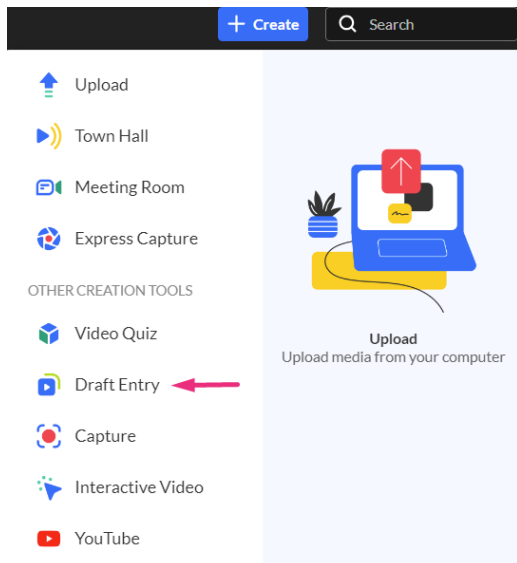 + Create
Search
Upload
Town Hall
Meeting Room
Express Capture
OTHER CREATION TOOLS
Video Quiz
Draft Entry
Capture
Interactive Video
YouTube
Upload
Upload media from your computer